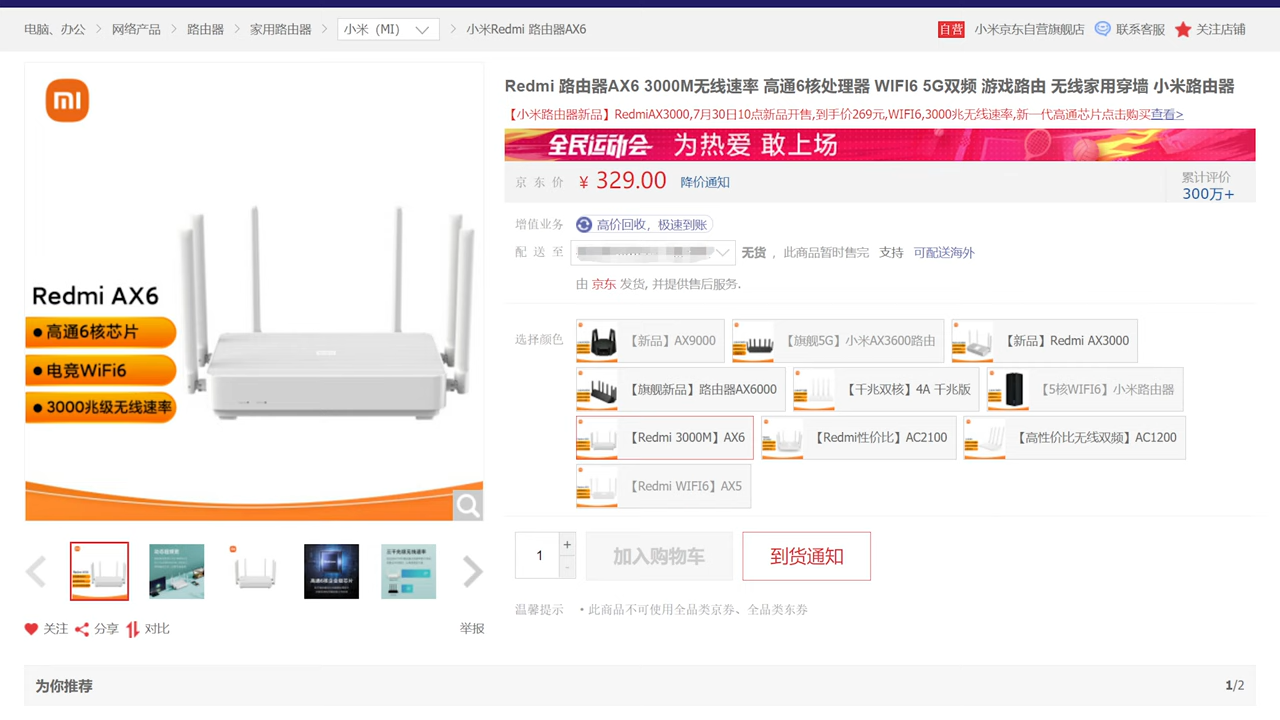 电脑、办公 > 网络产品 > 路由器 > 家用路由器 > 小米（MI） > 小米Redmi 路由器AX6
自营 小米京东自营旗舰店 联系客服 关注店铺
Redmi 路由器AX6 3000M无线速率 高通6核处理器 WIFI6 5G双频 游戏路由 无线家用穿墙 小米路由器
【小米路由器新品】RedmiAX3000,7月30日10点新品开售,到手价269元,WIFI6,3000兆无线速率,新一代高通芯片点击购买查看>
全民运动会 为热爱 敢上场
京东价 ¥ 329.00 降价通知
累计评价
300万+
增值业务 高价回收，极速到账
配送至 无货，此商品暂时售完 支持 可配送海外
由 京东 发货, 并提供售后服务.
Redmi AX6
高通6核芯片
电竞WiFi6
3000兆级无线速率
选择颜色 【新品】AX9000 【旗舰5G】小米AX3600路由 【新品】Redmi AX3000
【旗舰新品】路由器AX6000 【千兆双核】4A 千兆版 【5核WIFI6】小米路由器
【Redmi 3000M】AX6 【Redmi性价比】AC2100 【高性价比无线双频】AC1200
【Redmi WIFI6】AX5
1 + - 加入购物车 到货通知
温馨提示 • 此商品不可使用全品类京券、全品类东券
关注 分享 对比 举报
为你推荐 1/2